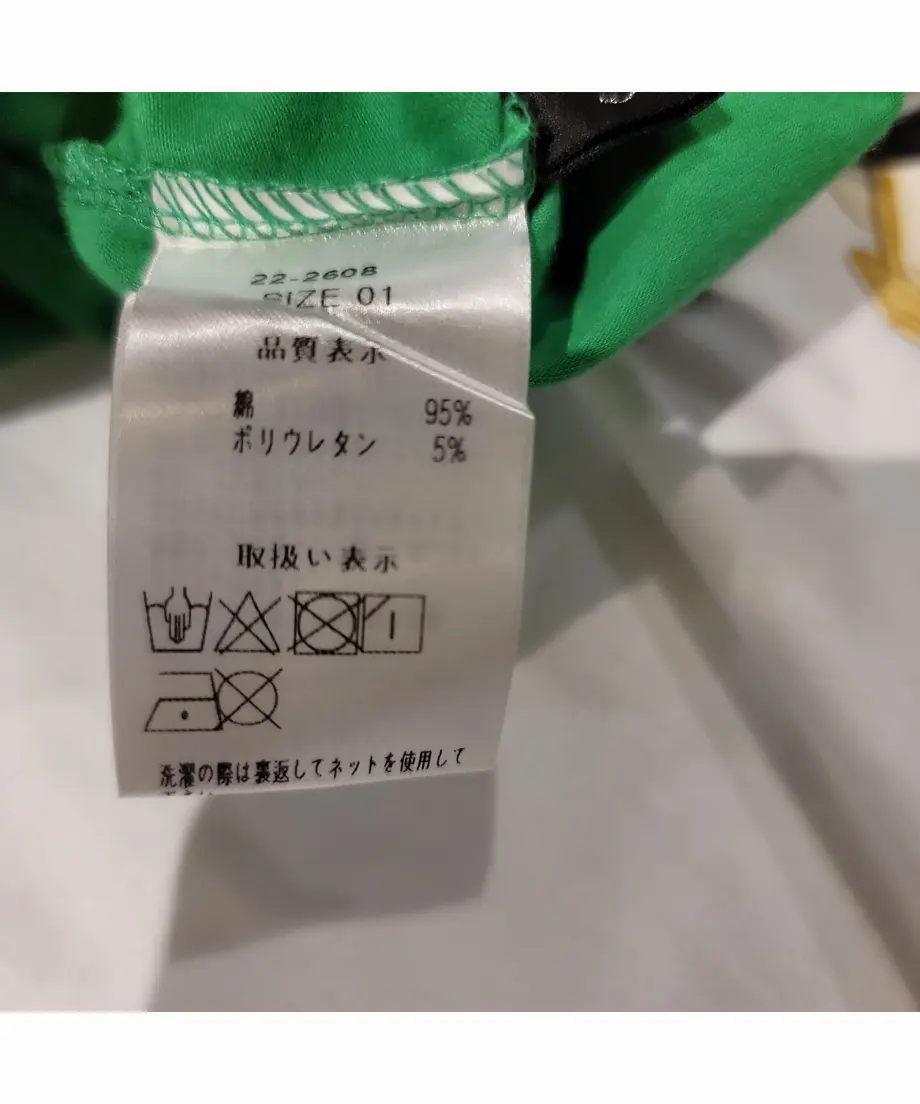 22-2608
SIZE 01
品質表示
綿 95%
ポリウレタン 5%
取扱い表示
洗濯の際は裏返してネットを使用して